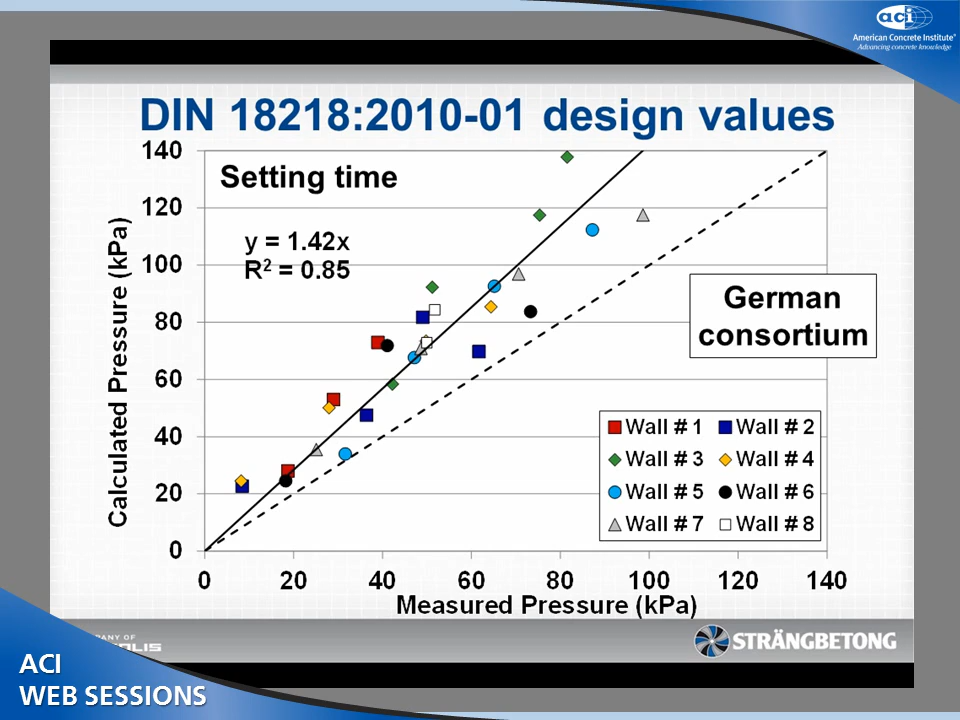 aci
American Concrete Institute®
Advancing concrete knowledge
DIN 18218:2010-01 design values
Setting time
y = 1.42x
R² = 0.85
German
consortium
Calculated Pressure (kPa)
140
120
100
80
60
40
20
0
Wall # 1 Wall # 2
Wall # 3 Wall # 4
Wall # 5 Wall # 6
Wall # 7 Wall # 8
0 20 40 60 80 100 120 140
Measured Pressure (kPa)
STRÄNGBETONG
ACI
WEB SESSIONS